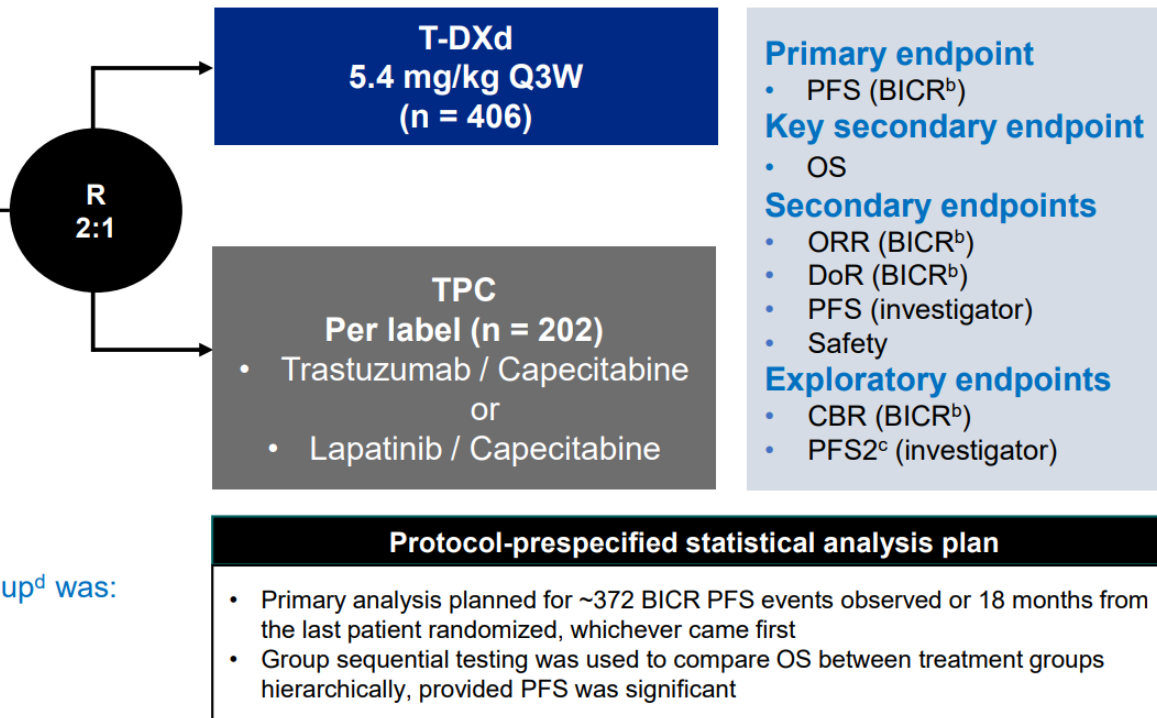 T-DXd
5.4 mg/kg Q3W
(n = 406)
R
2:1
TPC
Per label (n = 202)
• Trastuzumab / Capecitabine
or
• Lapatinib / Capecitabine
Primary endpoint
• PFS (BICRᵇ)
Key secondary endpoint
• OS
Secondary endpoints
• ORR (BICRᵇ)
• DoR (BICRᵇ)
• PFS (investigator)
• Safety
Exploratory endpoints
• CBR (BICRᵇ)
• PFS2ᶜ (investigator)
upᵈ was:
Protocol-prespecified statistical analysis plan
• Primary analysis planned for ~372 BICR PFS events observed or 18 months from
the last patient randomized, whichever came first
• Group sequential testing was used to compare OS between treatment groups
hierarchically, provided PFS was significant